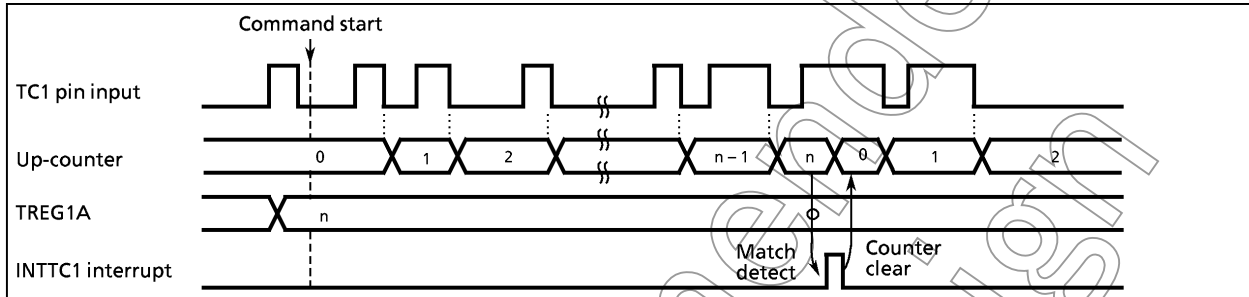 Command start
TC1 pin input
Up-counter
0
1
2
n – 1
n
0
1
2
TREG1A
n
INTTC1 interrupt
Match
detect
Counter
clear